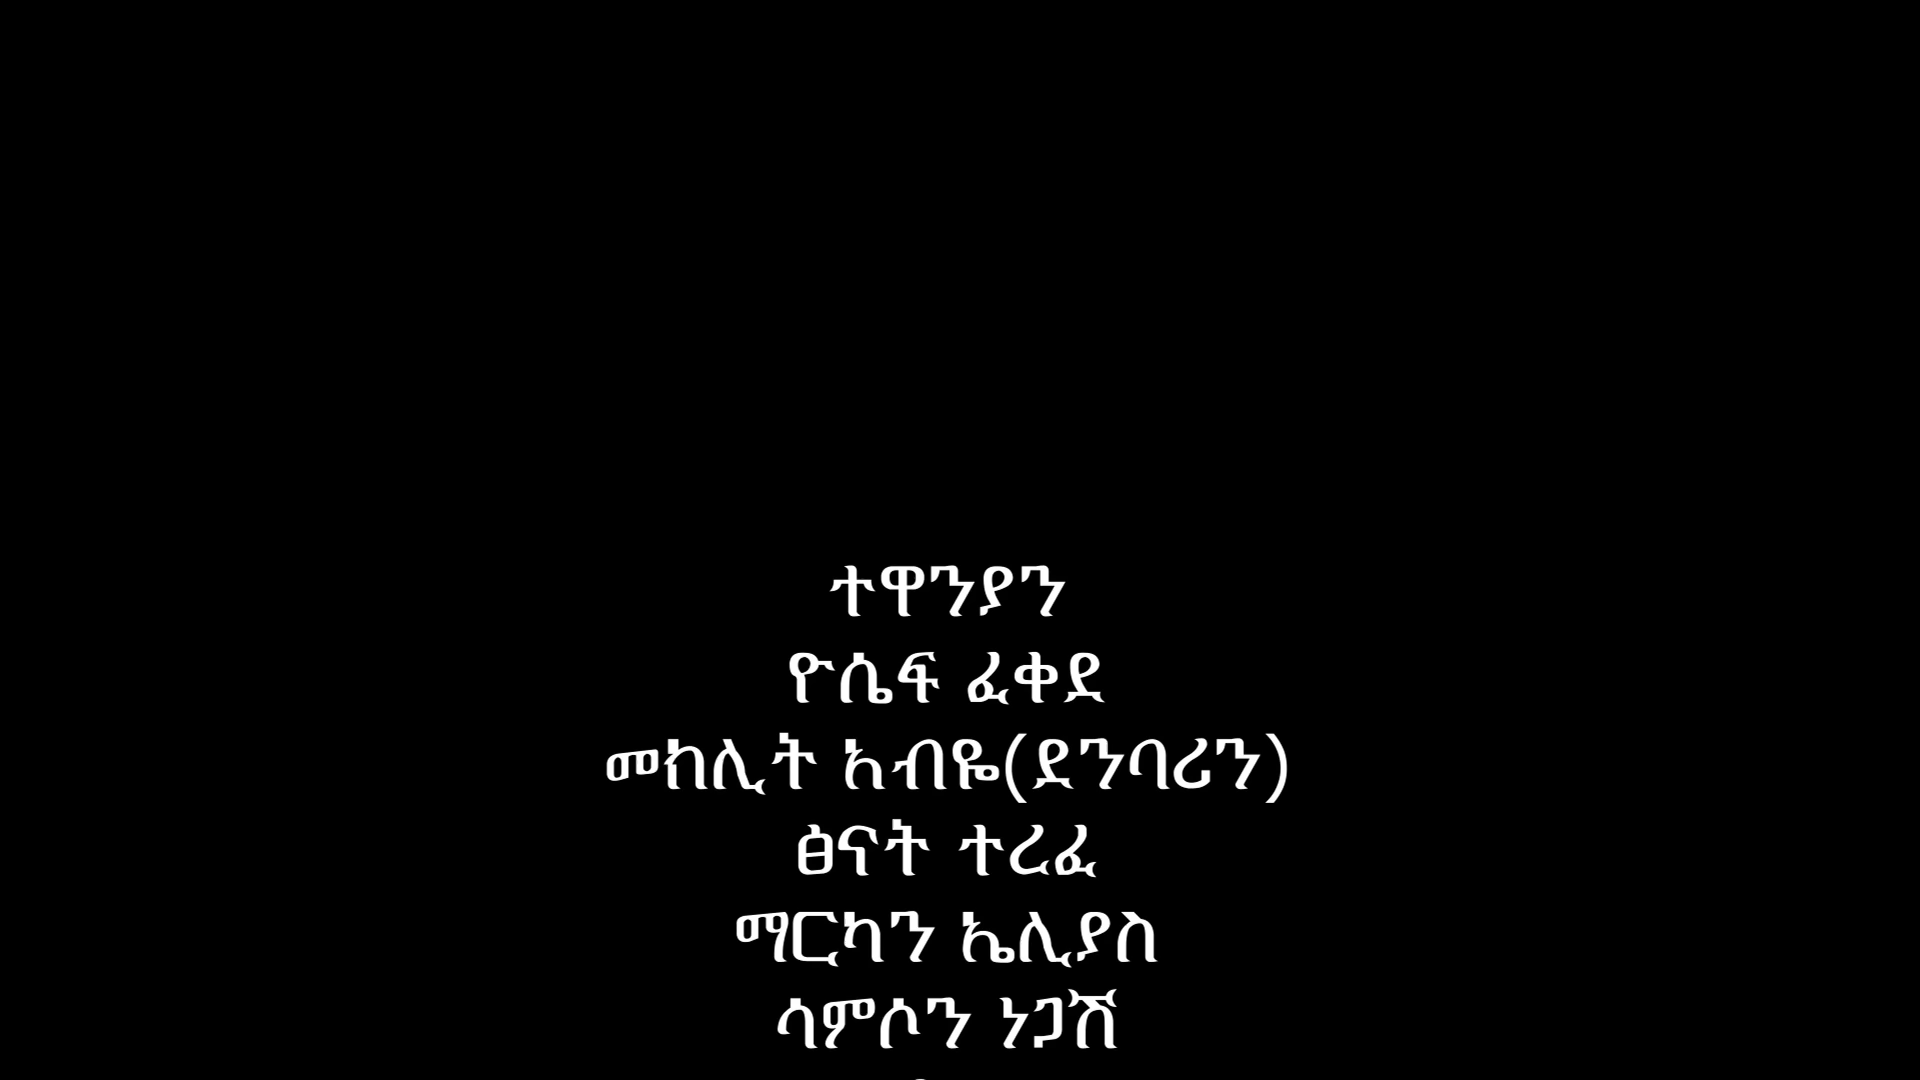 ተዋንያን
ዮሴፍ ፈቀደ
መክሊት አብዬ(ደንባሪን)
ፅናት ተረፈ
ማርካን ኤሊያስ
ሳምሶን ነጋሽ